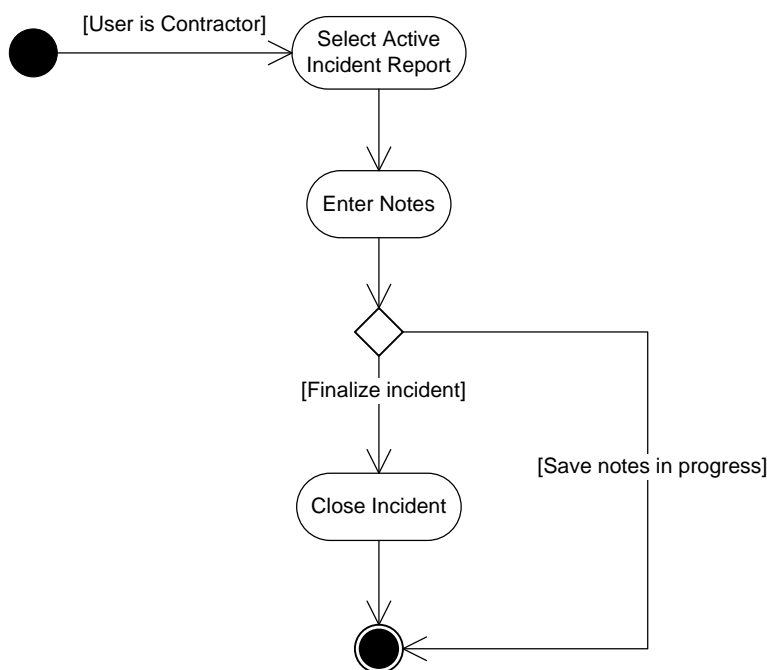 [User is Contractor]
Select Active
Incident Report
Enter Notes
[Finalize incident]
[Save notes in progress]
Close Incident